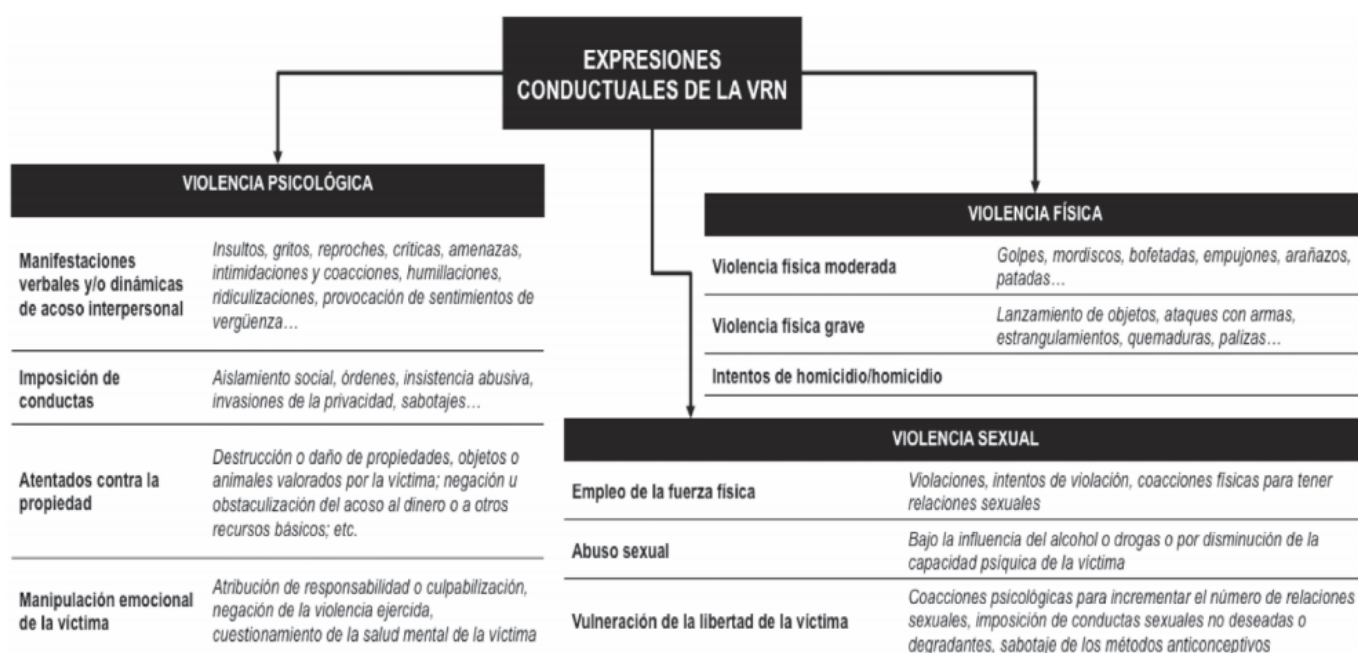 EXPRESIONES
CONDUCTUALES DE LA VRN
VIOLENCIA PSICOLÓGICA
Manifestaciones
verbales y/o dinámicas
de acoso interpersonal
Insultos, gritos, reproches, críticas, amenazas,
intimidaciones y coacciones, humillaciones,
ridiculizaciones, provocación de sentimientos de
vergüenza…
Imposición de
conductas
Aislamiento social, órdenes, insistencia abusiva,
invasiones de la privacidad, sabotajes…
Atentados contra la
propiedad
Destrucción o daño de propiedades, objetos o
animales valorados por la víctima; negación u
obstaculización del acoso al dinero o a otros
recursos básicos; etc.
Manipulación emocional
de la víctima
Atribución de responsabilidad o culpabilización,
negación de la violencia ejercida,
cuestionamiento de la salud mental de la víctima
VIOLENCIA FÍSICA
Violencia física moderada
Golpes, mordiscos, bofetadas, empujones, arañazos,
patadas…
Violencia física grave
Lanzamiento de objetos, ataques con armas,
estrangulamientos, quemaduras, palizas…
Intentos de homicidio/homicidio
VIOLENCIA SEXUAL
Empleo de la fuerza física
Violaciones, intentos de violación, coacciones físicas para tener
relaciones sexuales
Abuso sexual
Bajo la influencia del alcohol o drogas o por disminución de la
capacidad psíquica de la víctima
Vulneración de la libertad de la víctima
Coacciones psicológicas para incrementar el número de relaciones
sexuales, imposición de conductas sexuales no deseadas o
degradantes, sabotaje de los métodos anticonceptivos